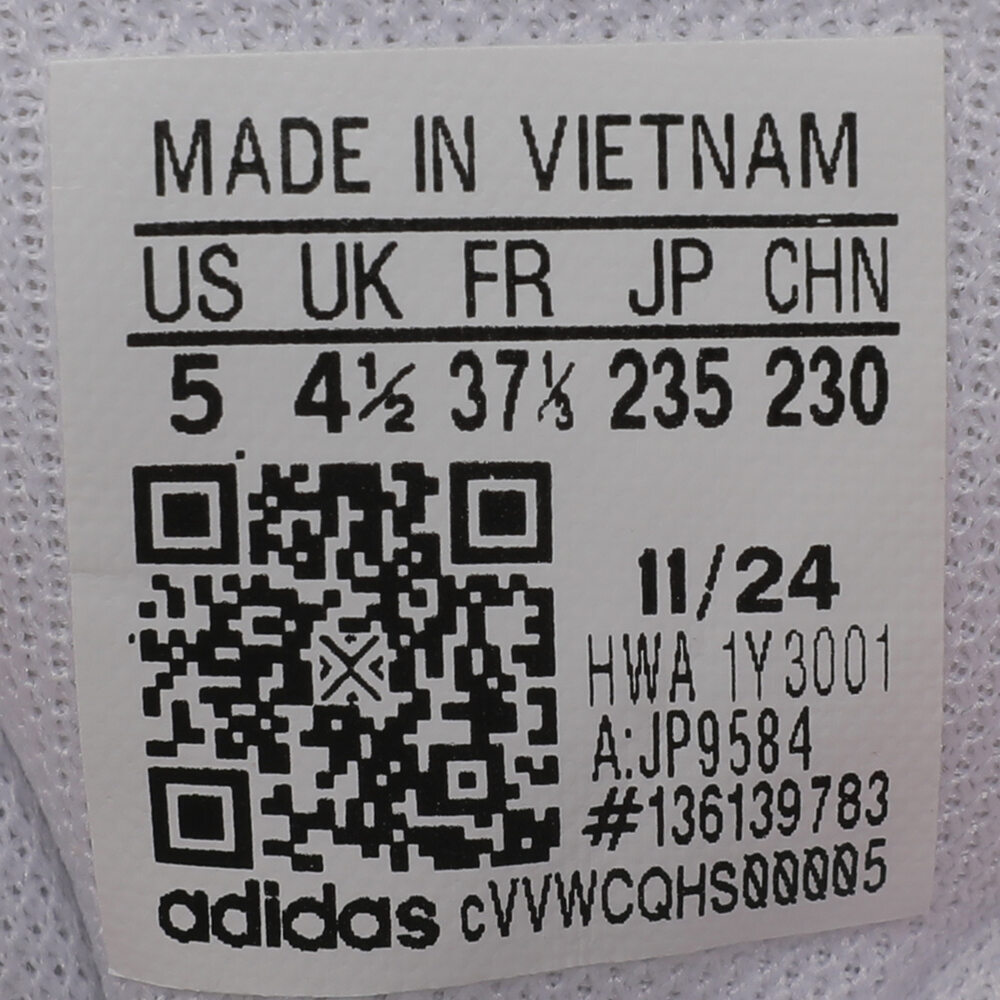 MADE IN VIETNAM
US UK FR JP CHN
5 4½ 37⅓ 235 230
11/24
HWA 1Y3001
A:JP9584
#136139783
adidas cVVWCQHS00005